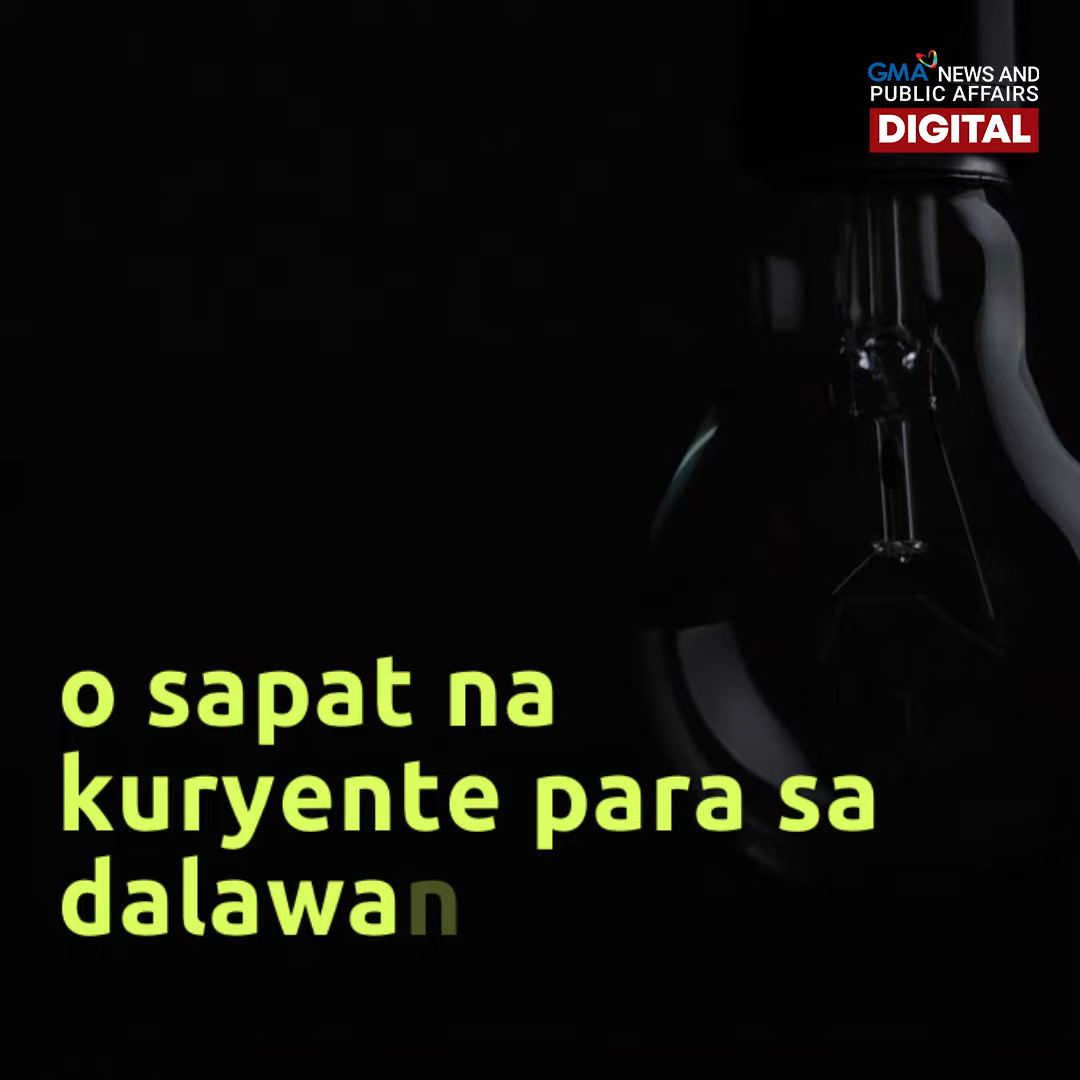 GMA NEWS AND
PUBLIC AFFAIRS
DIGITAL
o sapat na
kuryente para sa
dalawan